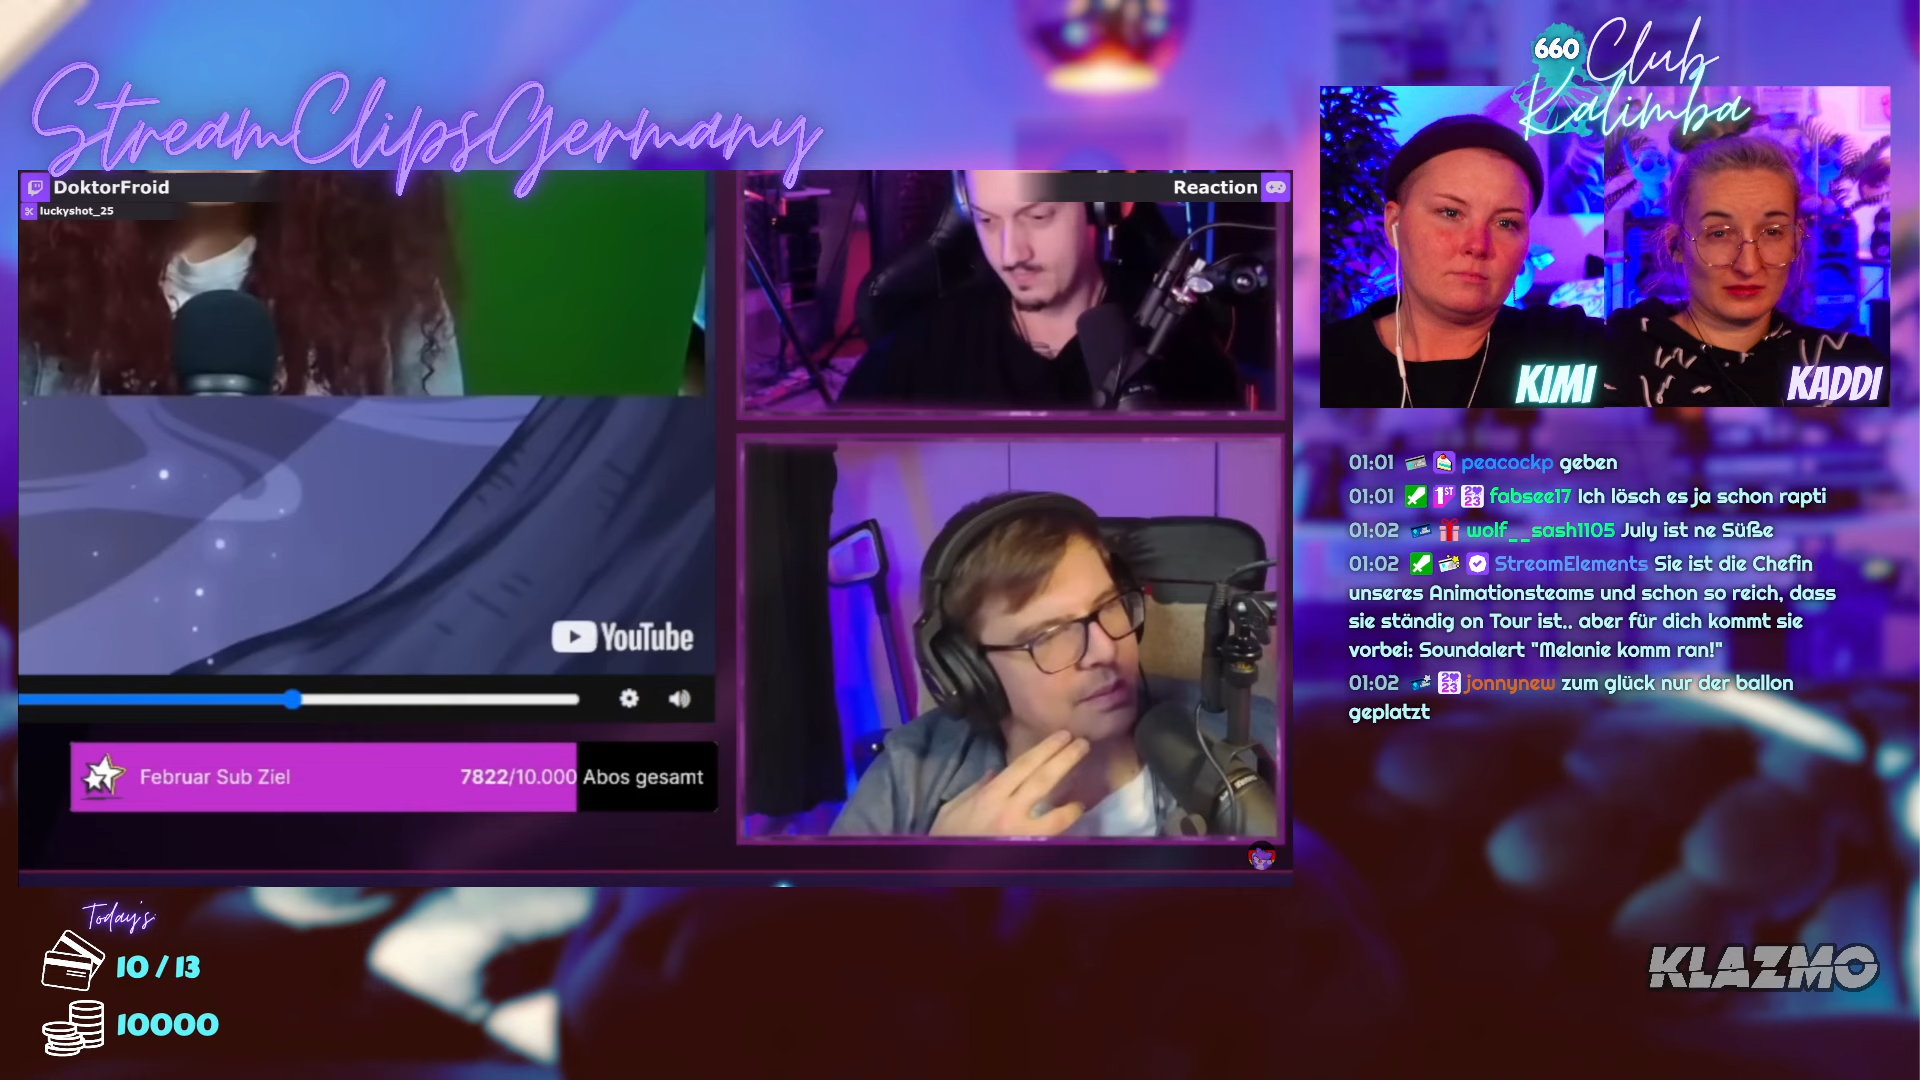 StreamClipsGermany
DoktorFroid
luckyshot_25
Reaction
YouTube
Februar Sub Ziel 7822/10.000 Abos gesamt
660 Club
Kalimba
KIMI
KADDI
01:01 peacockp geben
01:01 1ST 2023 fabsee17 Ich lösch es ja schon rapti
01:02 wolf__sash1105 July ist ne Süße
01:02 StreamElements Sie ist die Chefin
unseres Animationsteams und schon so reich, dass
sie ständig on Tour ist.. aber für dich kommt sie
vorbei: Soundalert "Melanie komm ran!"
01:02 2023 jonnynew zum glück nur der ballon
geplatzt
Today's
10 / 13
10000
KLAZMO